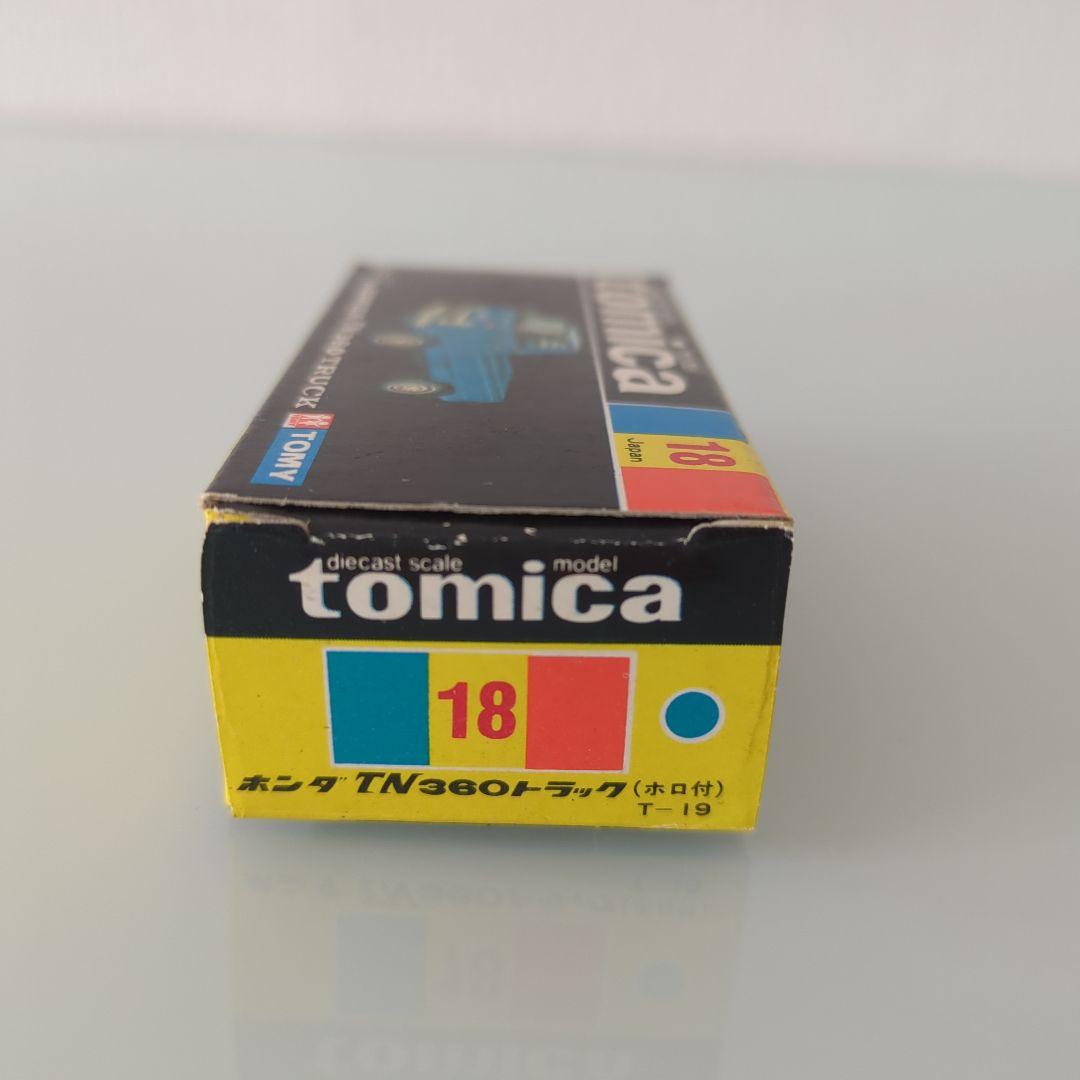 tomica
18
Japan
TRUCK
TOMY
diecast scale model
tomica
18
ホンダ TN360トラック(ホロ付)
T-19